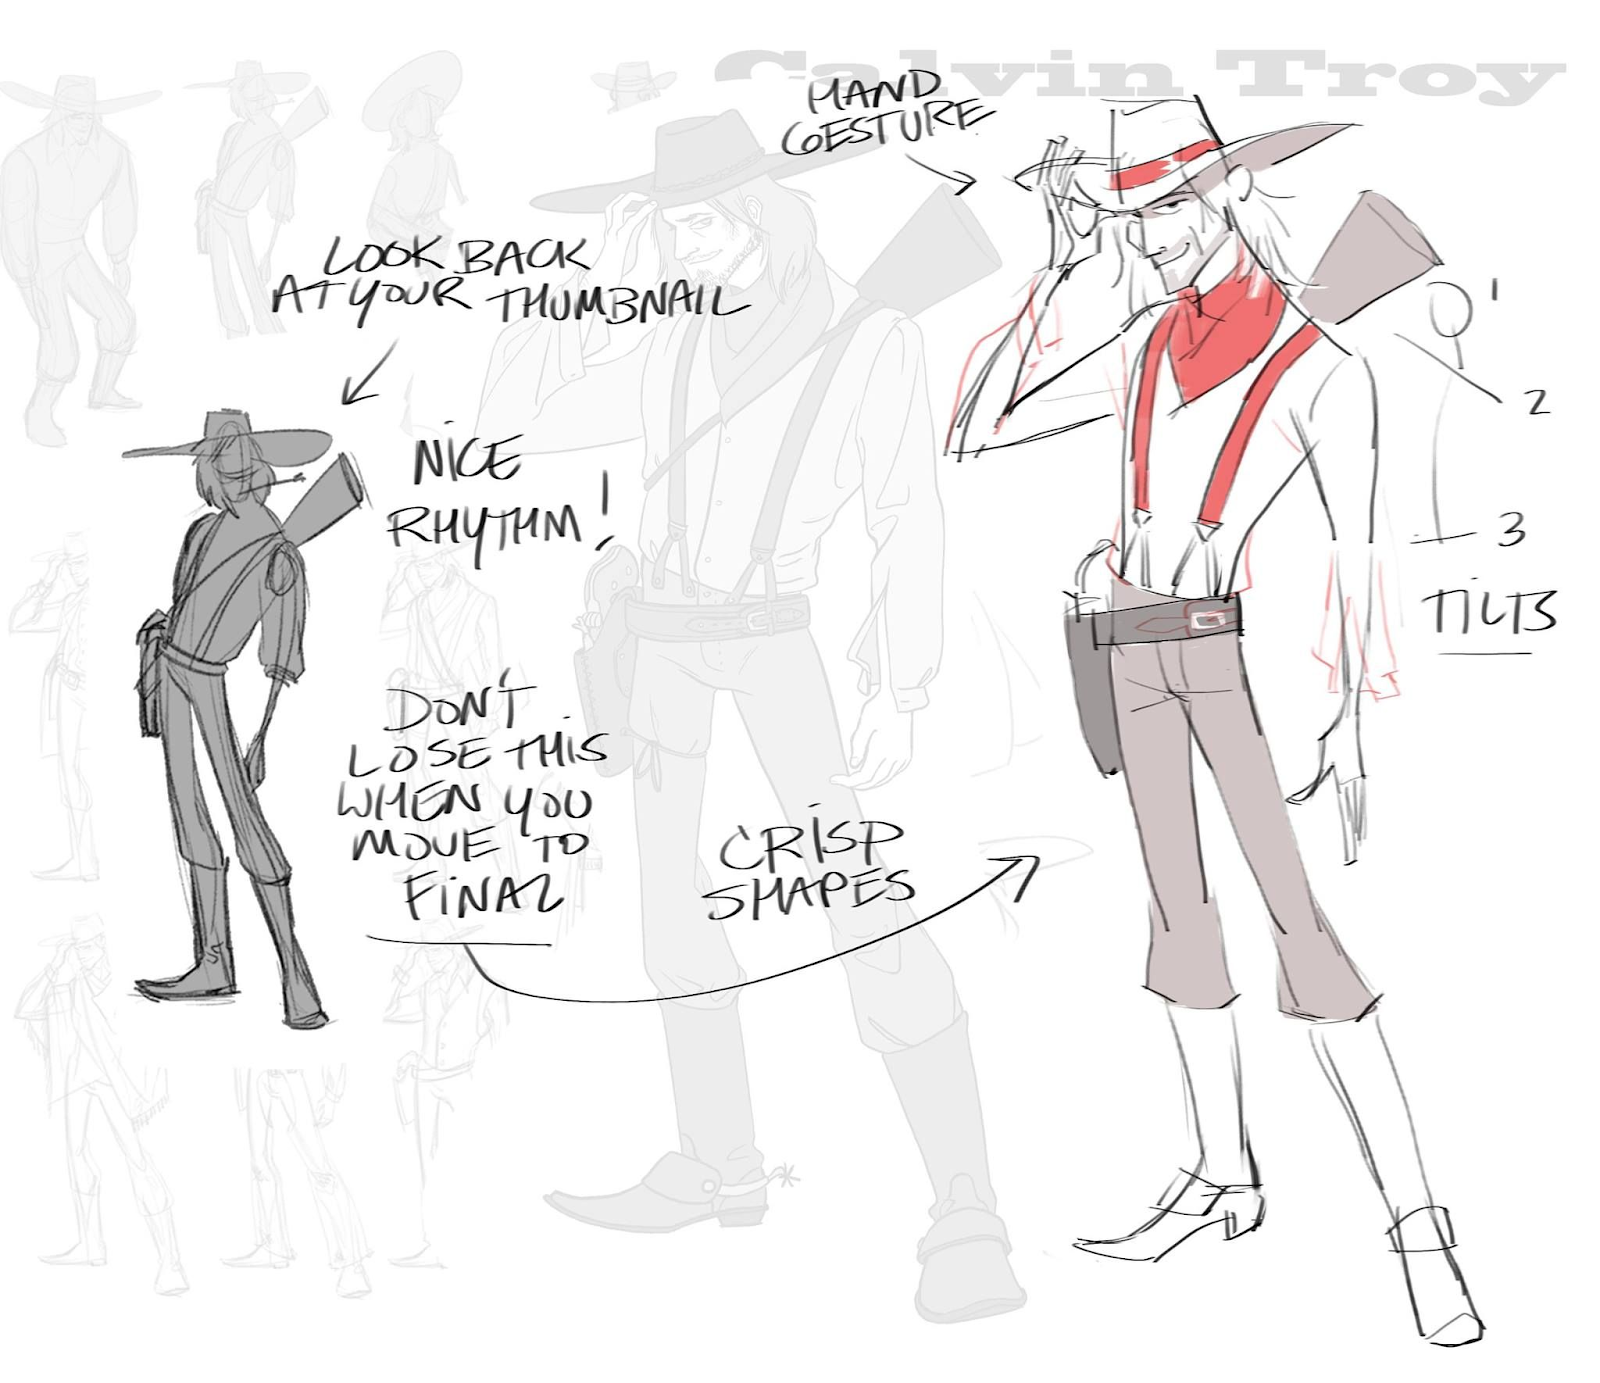 Calvin Troy
HAND
GESTURE
LOOK BACK
AT YOUR THUMBNAIL
NICE
RHYTHM!
DON'T
LOSE THIS
WHEN YOU
MOVE TO
FINAL
CRISP
SHAPES
1
2
3
TILTS